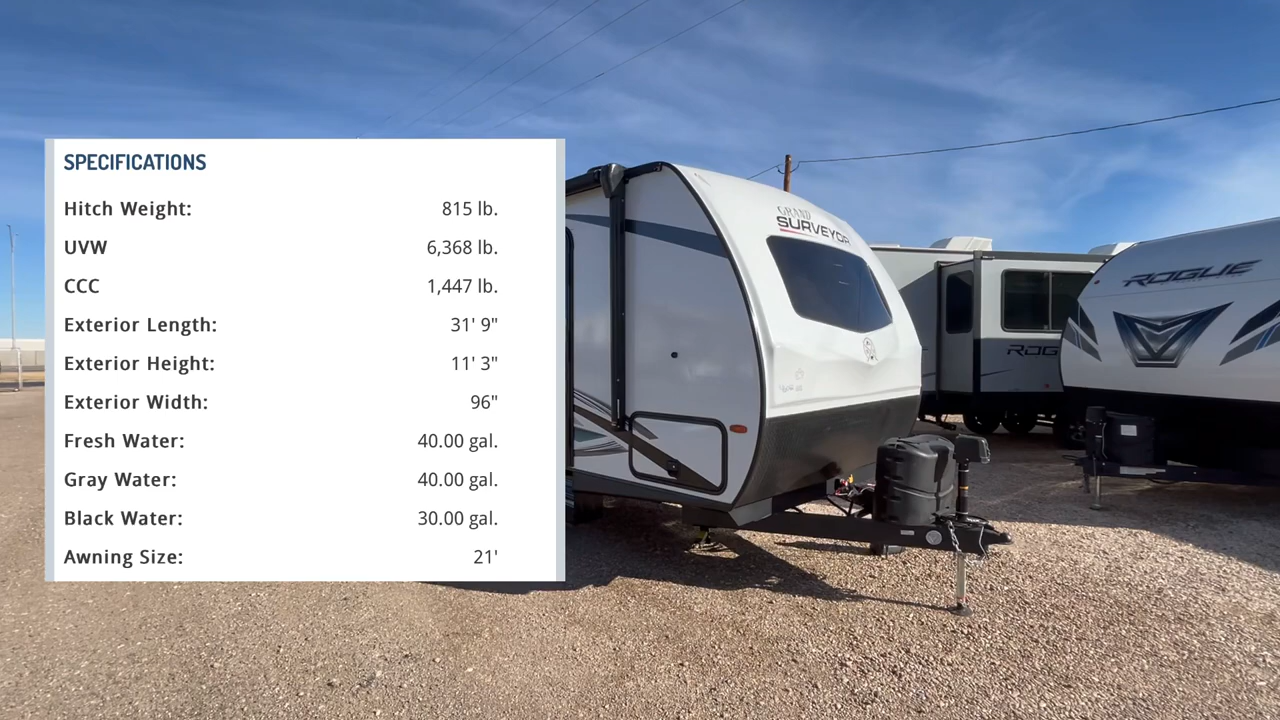 SPECIFICATIONS
Hitch Weight: 815 lb.
UVW 6,368 lb.
CCC 1,447 lb.
Exterior Length: 31' 9"
Exterior Height: 11' 3"
Exterior Width: 96"
Fresh Water: 40.00 gal.
Gray Water: 40.00 gal.
Black Water: 30.00 gal.
Awning Size: 21'
GRAND
SURVEYOR
ROGUE
ROG